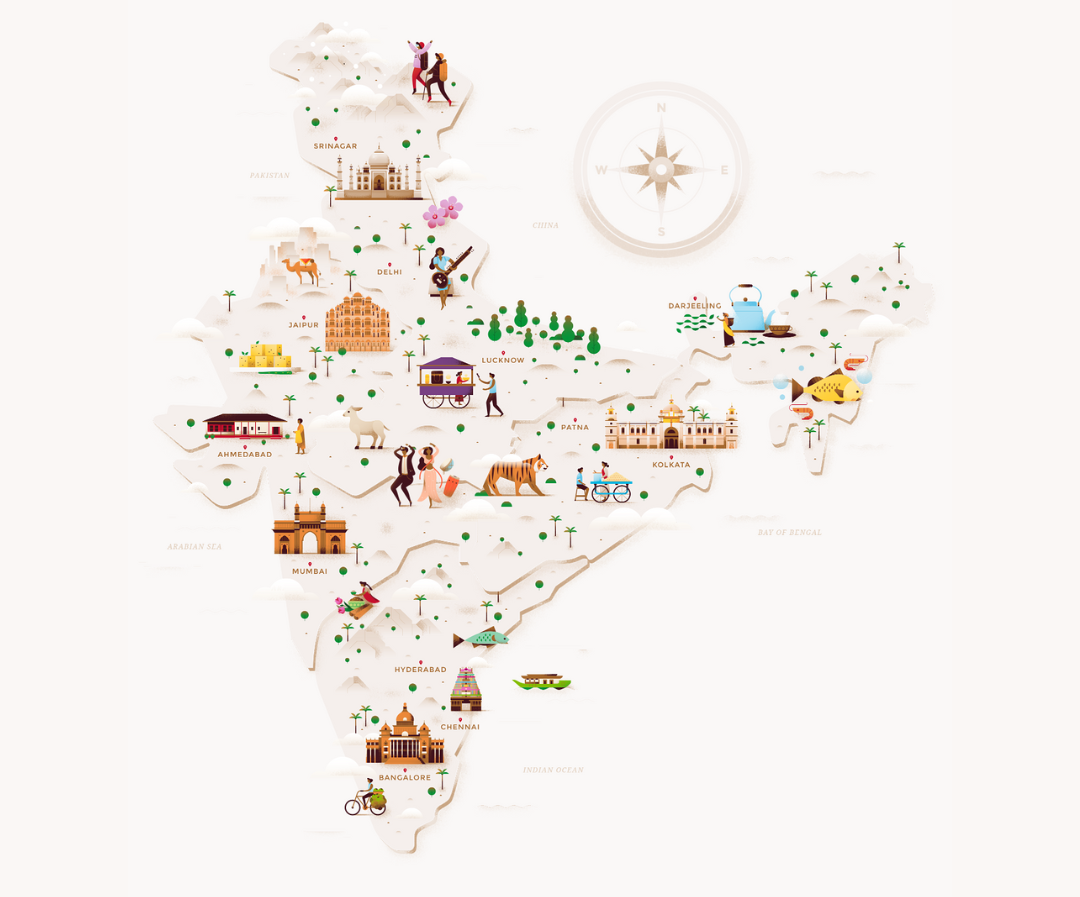 N
SRINAGAR
W
E
PAKISTAN
CHINA
S
DELHI
DARJEELING
JAIPUR
LUCKNOW
PATNA
AHMEDABAD
KOLKATA
BAY OF BENGAL
ARABIAN SEA
MUMBAI
HYDERABAD
CHENNAI
INDIAN OCEAN
BANGALORE